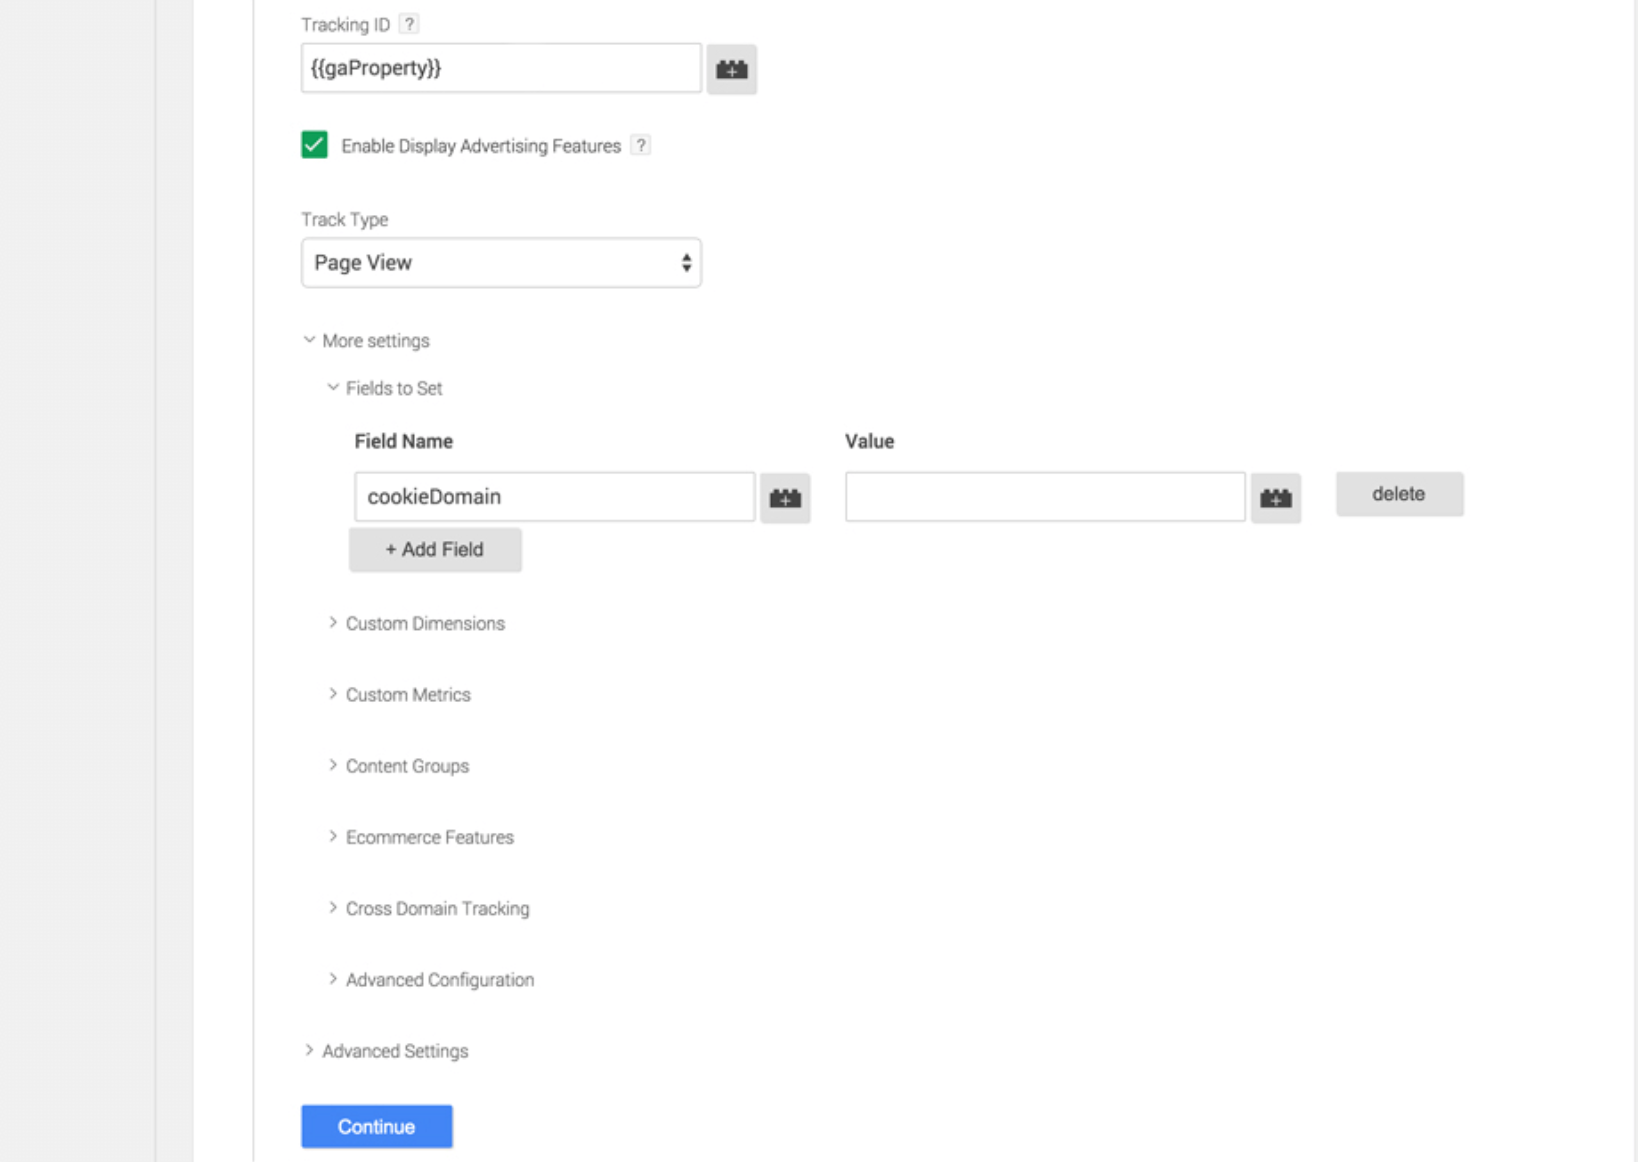 Tracking ID ?
{{gaProperty}}
Enable Display Advertising Features ?
Track Type
Page View
More settings
Fields to Set
Field Name Value
cookieDomain delete
+ Add Field
Custom Dimensions
Custom Metrics
Content Groups
Ecommerce Features
Cross Domain Tracking
Advanced Configuration
Advanced Settings
Continue